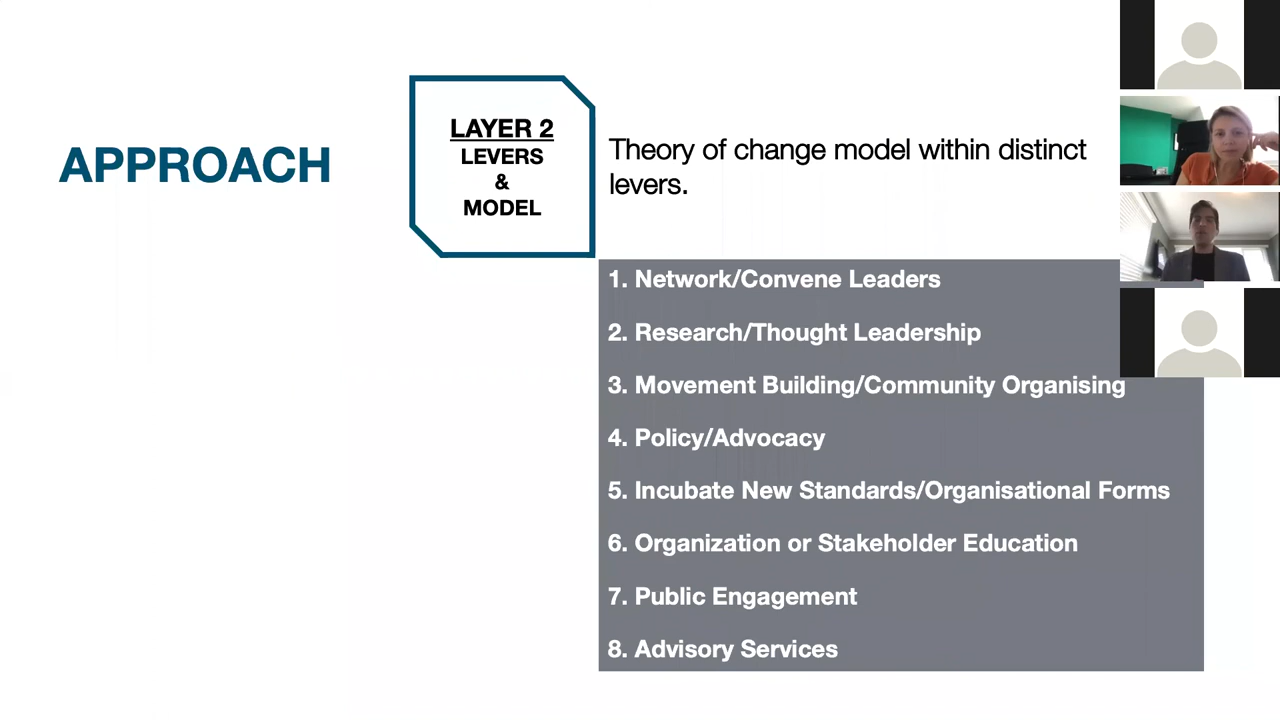 APPROACH
LAYER 2
LEVERS
&
MODEL
Theory of change model within distinct
levers.
1. Network/Convene Leaders
2. Research/Thought Leadership
3. Movement Building/Community Organising
4. Policy/Advocacy
5. Incubate New Standards/Organisational Forms
6. Organization or Stakeholder Education
7. Public Engagement
8. Advisory Services